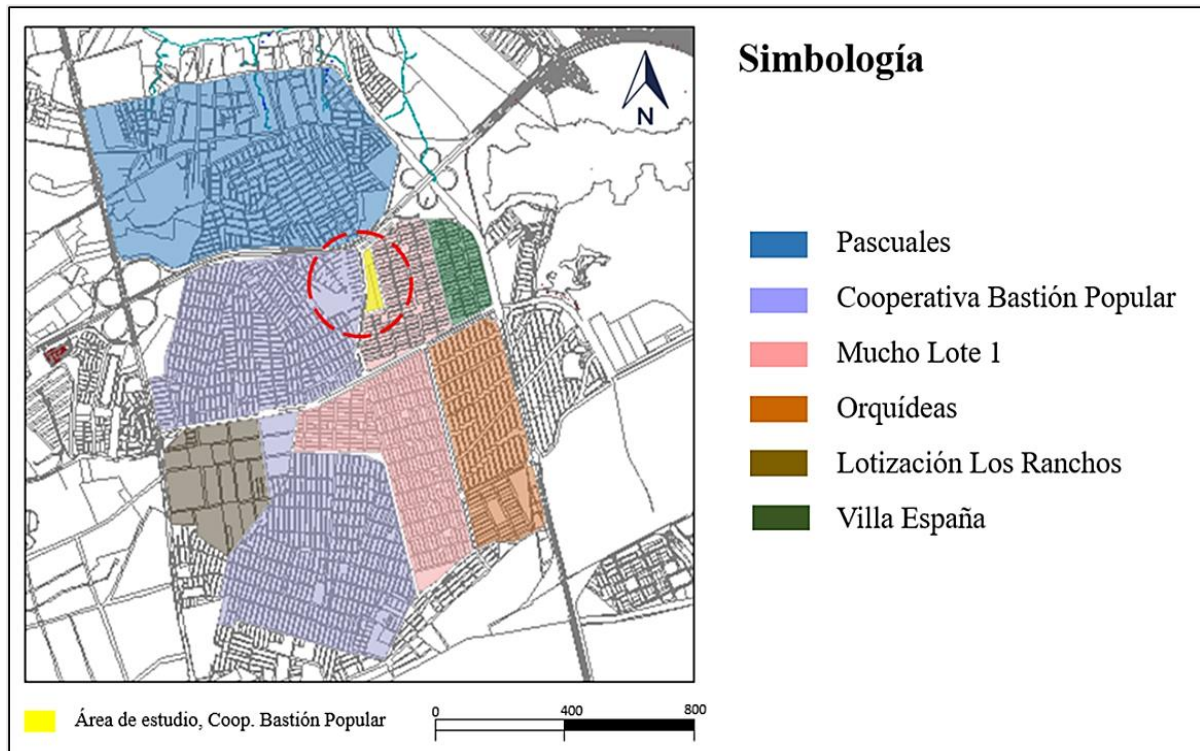 N
Simbología
Pascuales
Cooperativa Bastión Popular
Mucho Lote 1
Orquídeas
Lotización Los Ranchos
Villa España
Área de estudio, Coop. Bastión Popular
0 400 800